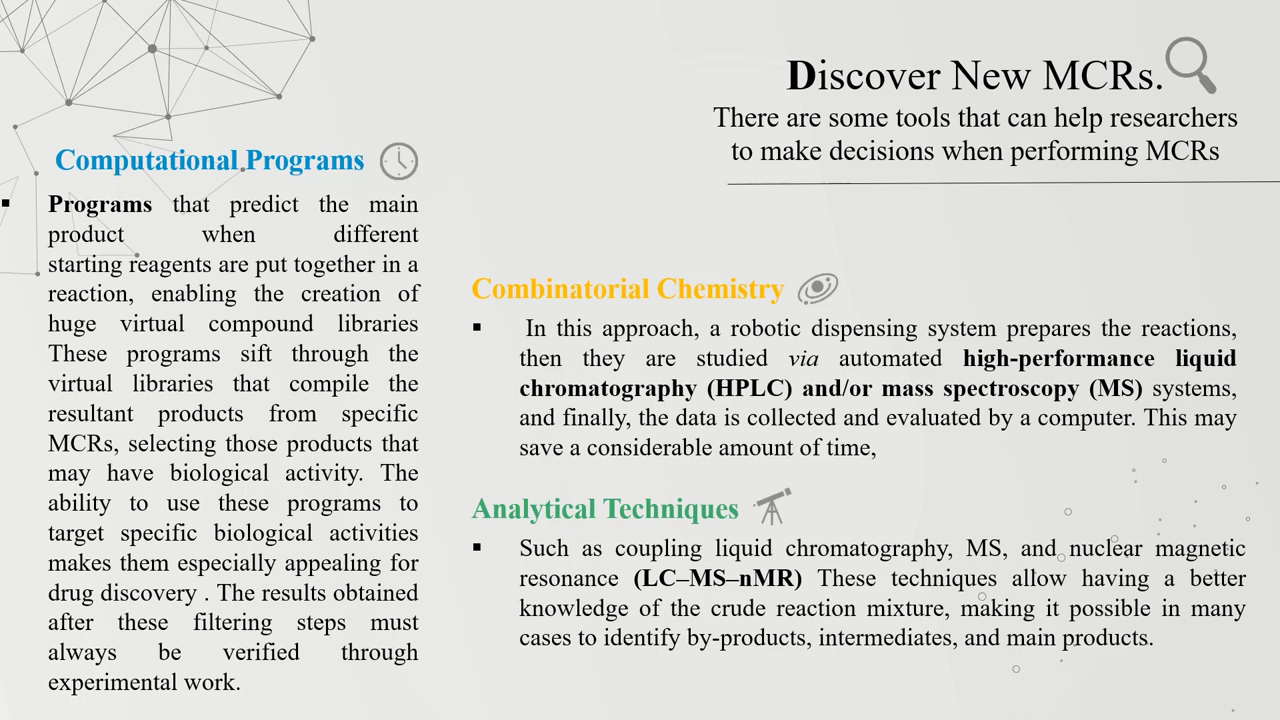 Discover New MCRs.
There are some tools that can help researchers
to make decisions when performing MCRs
Computational Programs
▪ Programs that predict the main
product when different
starting reagents are put together in a
reaction, enabling the creation of
huge virtual compound libraries
These programs sift through the
virtual libraries that compile the
resultant products from specific
MCRs, selecting those products that
may have biological activity. The
ability to use these programs to
target specific biological activities
makes them especially appealing for
drug discovery . The results obtained
after these filtering steps must
always be verified through
experimental work.
Combinatorial Chemistry
▪ In this approach, a robotic dispensing system prepares the reactions,
then they are studied via automated high-performance liquid
chromatography (HPLC) and/or mass spectroscopy (MS) systems,
and finally, the data is collected and evaluated by a computer. This may
save a considerable amount of time,
Analytical Techniques
▪ Such as coupling liquid chromatography, MS, and nuclear magnetic
resonance (LC–MS–nMR) These techniques allow having a better
knowledge of the crude reaction mixture, making it possible in many
cases to identify by-products, intermediates, and main products.